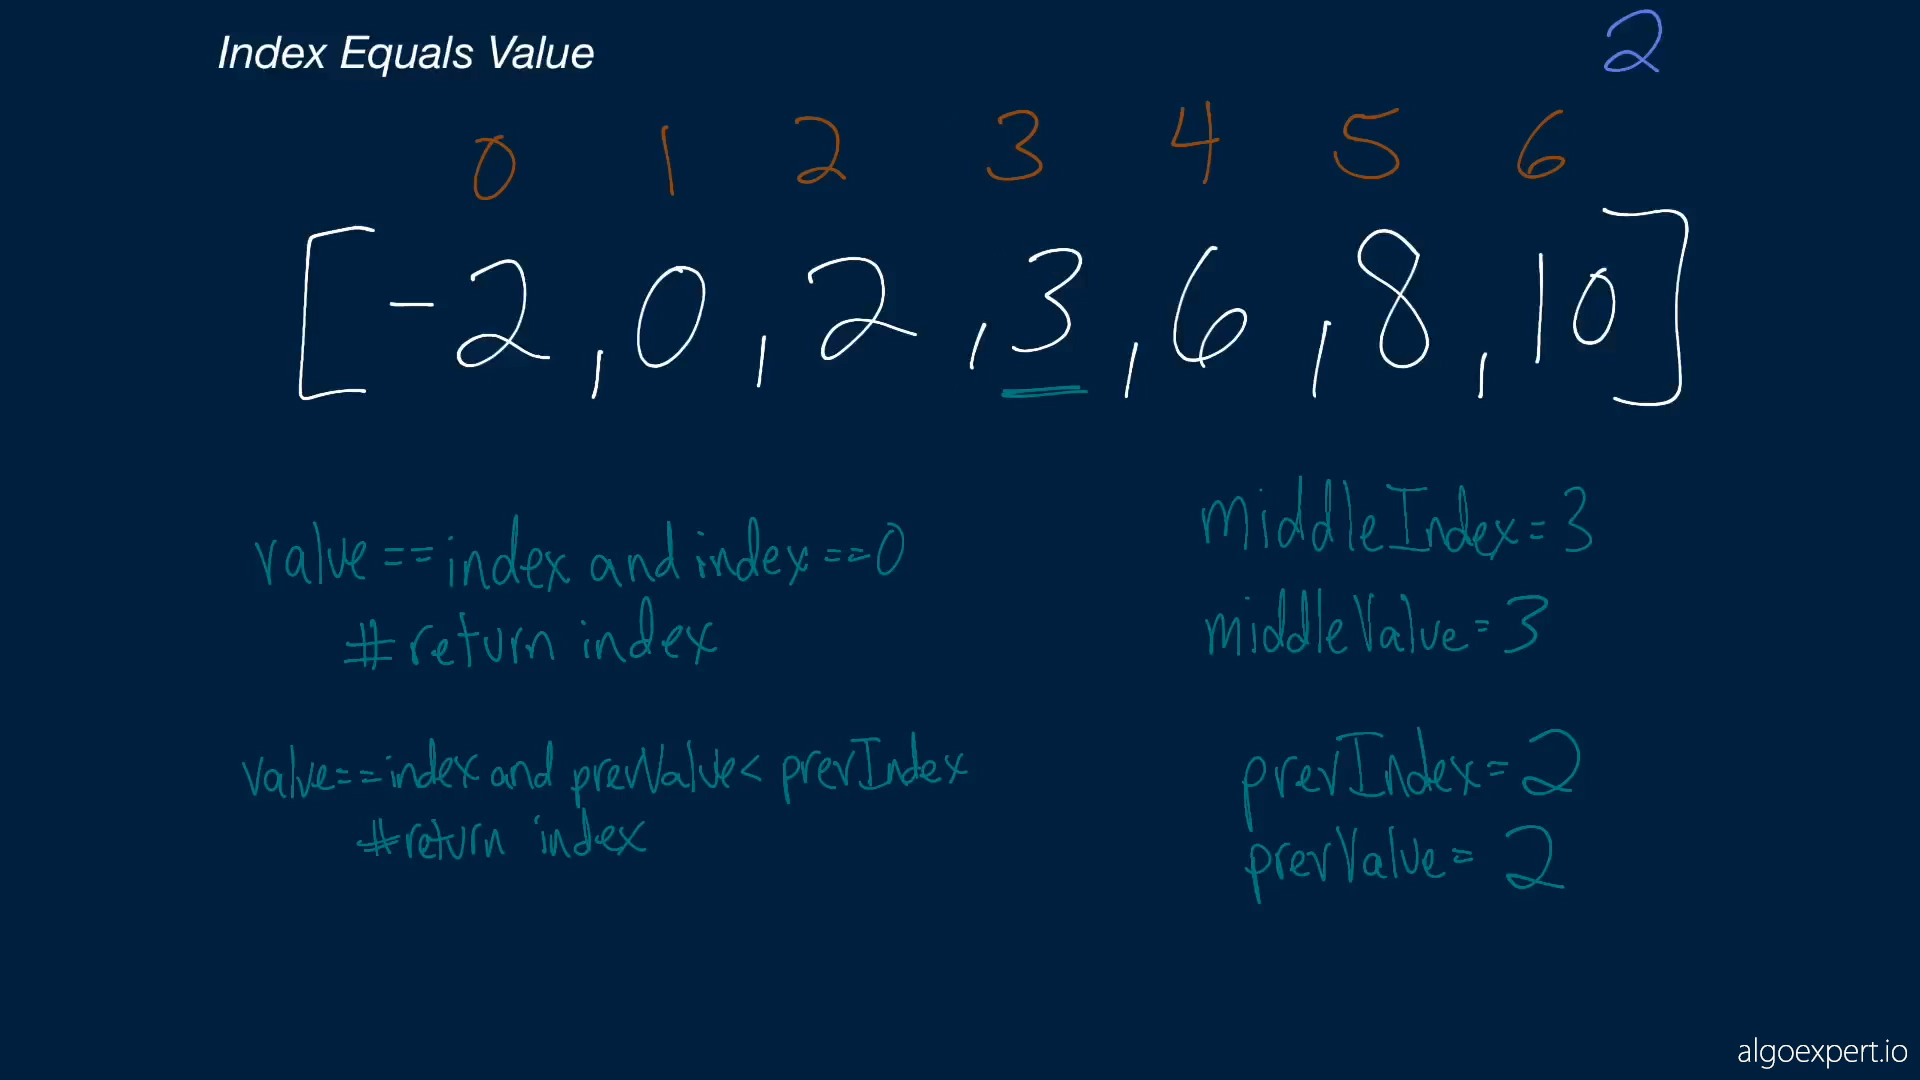 Index Equals Value
2
0 1 2 3 4 5 6
[-2, 0, 2, 3, 6, 8, 10]
value == index and index == 0
# return index
value == index and prevValue < prevIndex
# return index
middleIndex = 3
middleValue = 3
prevIndex = 2
prevValue = 2
algoexpert.io